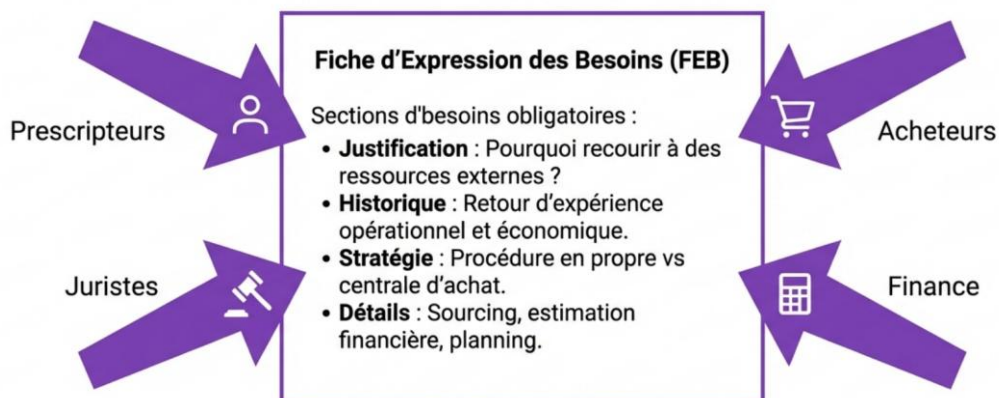 Fiche d'Expression des Besoins (FEB)
Prescripteurs
Sections d'besoins obligatoires :
• Justification : Pourquoi recourir à des
ressources externes ?
• Historique : Retour d'expérience
opérationnel et économique.
• Stratégie : Procédure en propre vs
centrale d'achat.
• Détails : Sourcing, estimation
financière, planning.
Acheteurs
Juristes
Finance